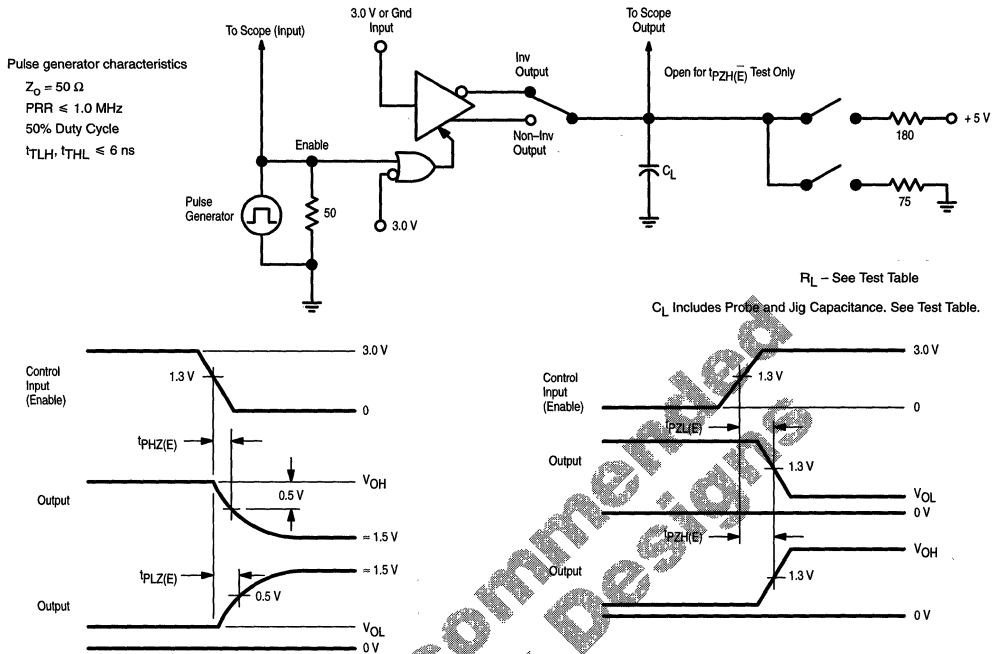 3.0 V or Gnd
Input
To Scope (Input)
To Scope
Output
Pulse generator characteristics
Zo = 50 Ω
PRR ≤ 1.0 MHz
50% Duty Cycle
tTLH, tTHL ≤ 6 ns
Inv
Output
Open for tPZH(E̅) Test Only
Non–Inv
Output
+ 5 V
180
Enable
CL
Pulse
Generator
50
3.0 V
75
RL – See Test Table
CL Includes Probe and Jig Capacitance. See Test Table.
Control
Input
(Enable)
3.0 V
1.3 V
0
tPHZ(E)
Output
VOH
0.5 V
≈ 1.5 V
tPLZ(E)
≈ 1.5 V
Output
0.5 V
VOL
0 V
Control
Input
(Enable)
3.0 V
1.3 V
0
tPZL(E)
Output
1.3 V
VOL
0 V
tPZH(E)
VOH
Output
1.3 V
0 V
ommended
Designs